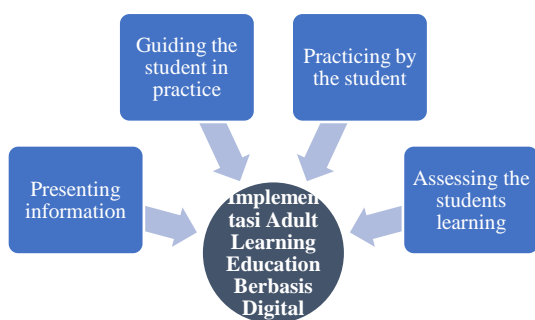 Guiding the
student in
practice
Practicing by
the student
Presenting
information
Assessing the
students
learning
Implemen
tasi Adult
Learning
Education
Berbasis
Digital